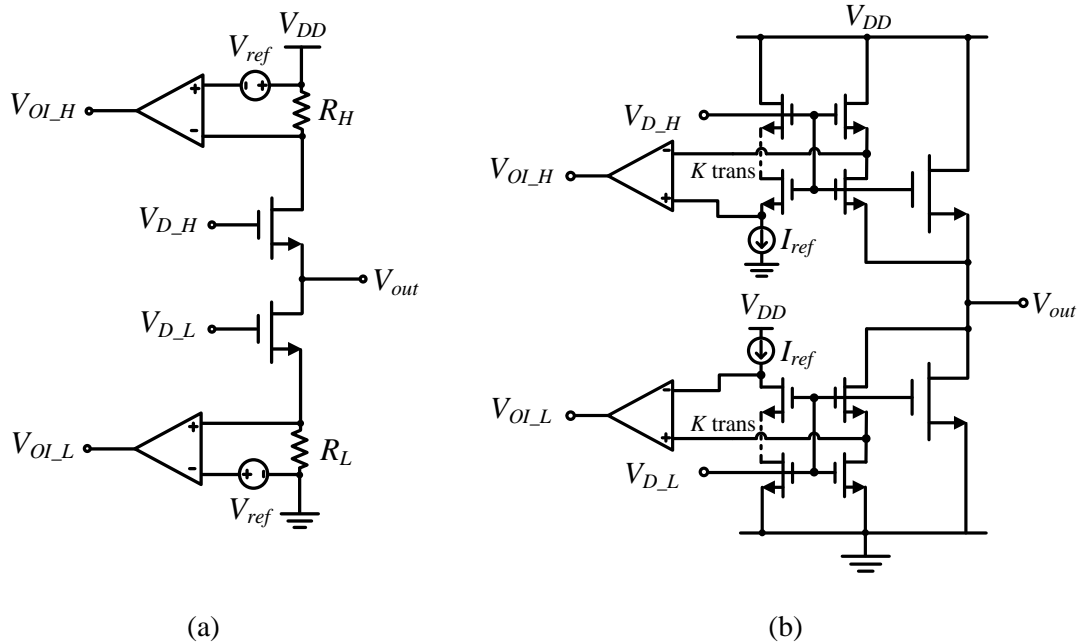 V_DD
V_ref
+
-
V_OI_H
R_H
V_D_H
V_out
V_D_L
V_OI_L
+
-
R_L
V_ref
(a)
V_DD
V_D_H
-
+
V_OI_H
K trans
I_ref
V_out
V_DD
I_ref
-
+
V_OI_L
K trans
V_D_L
(b)